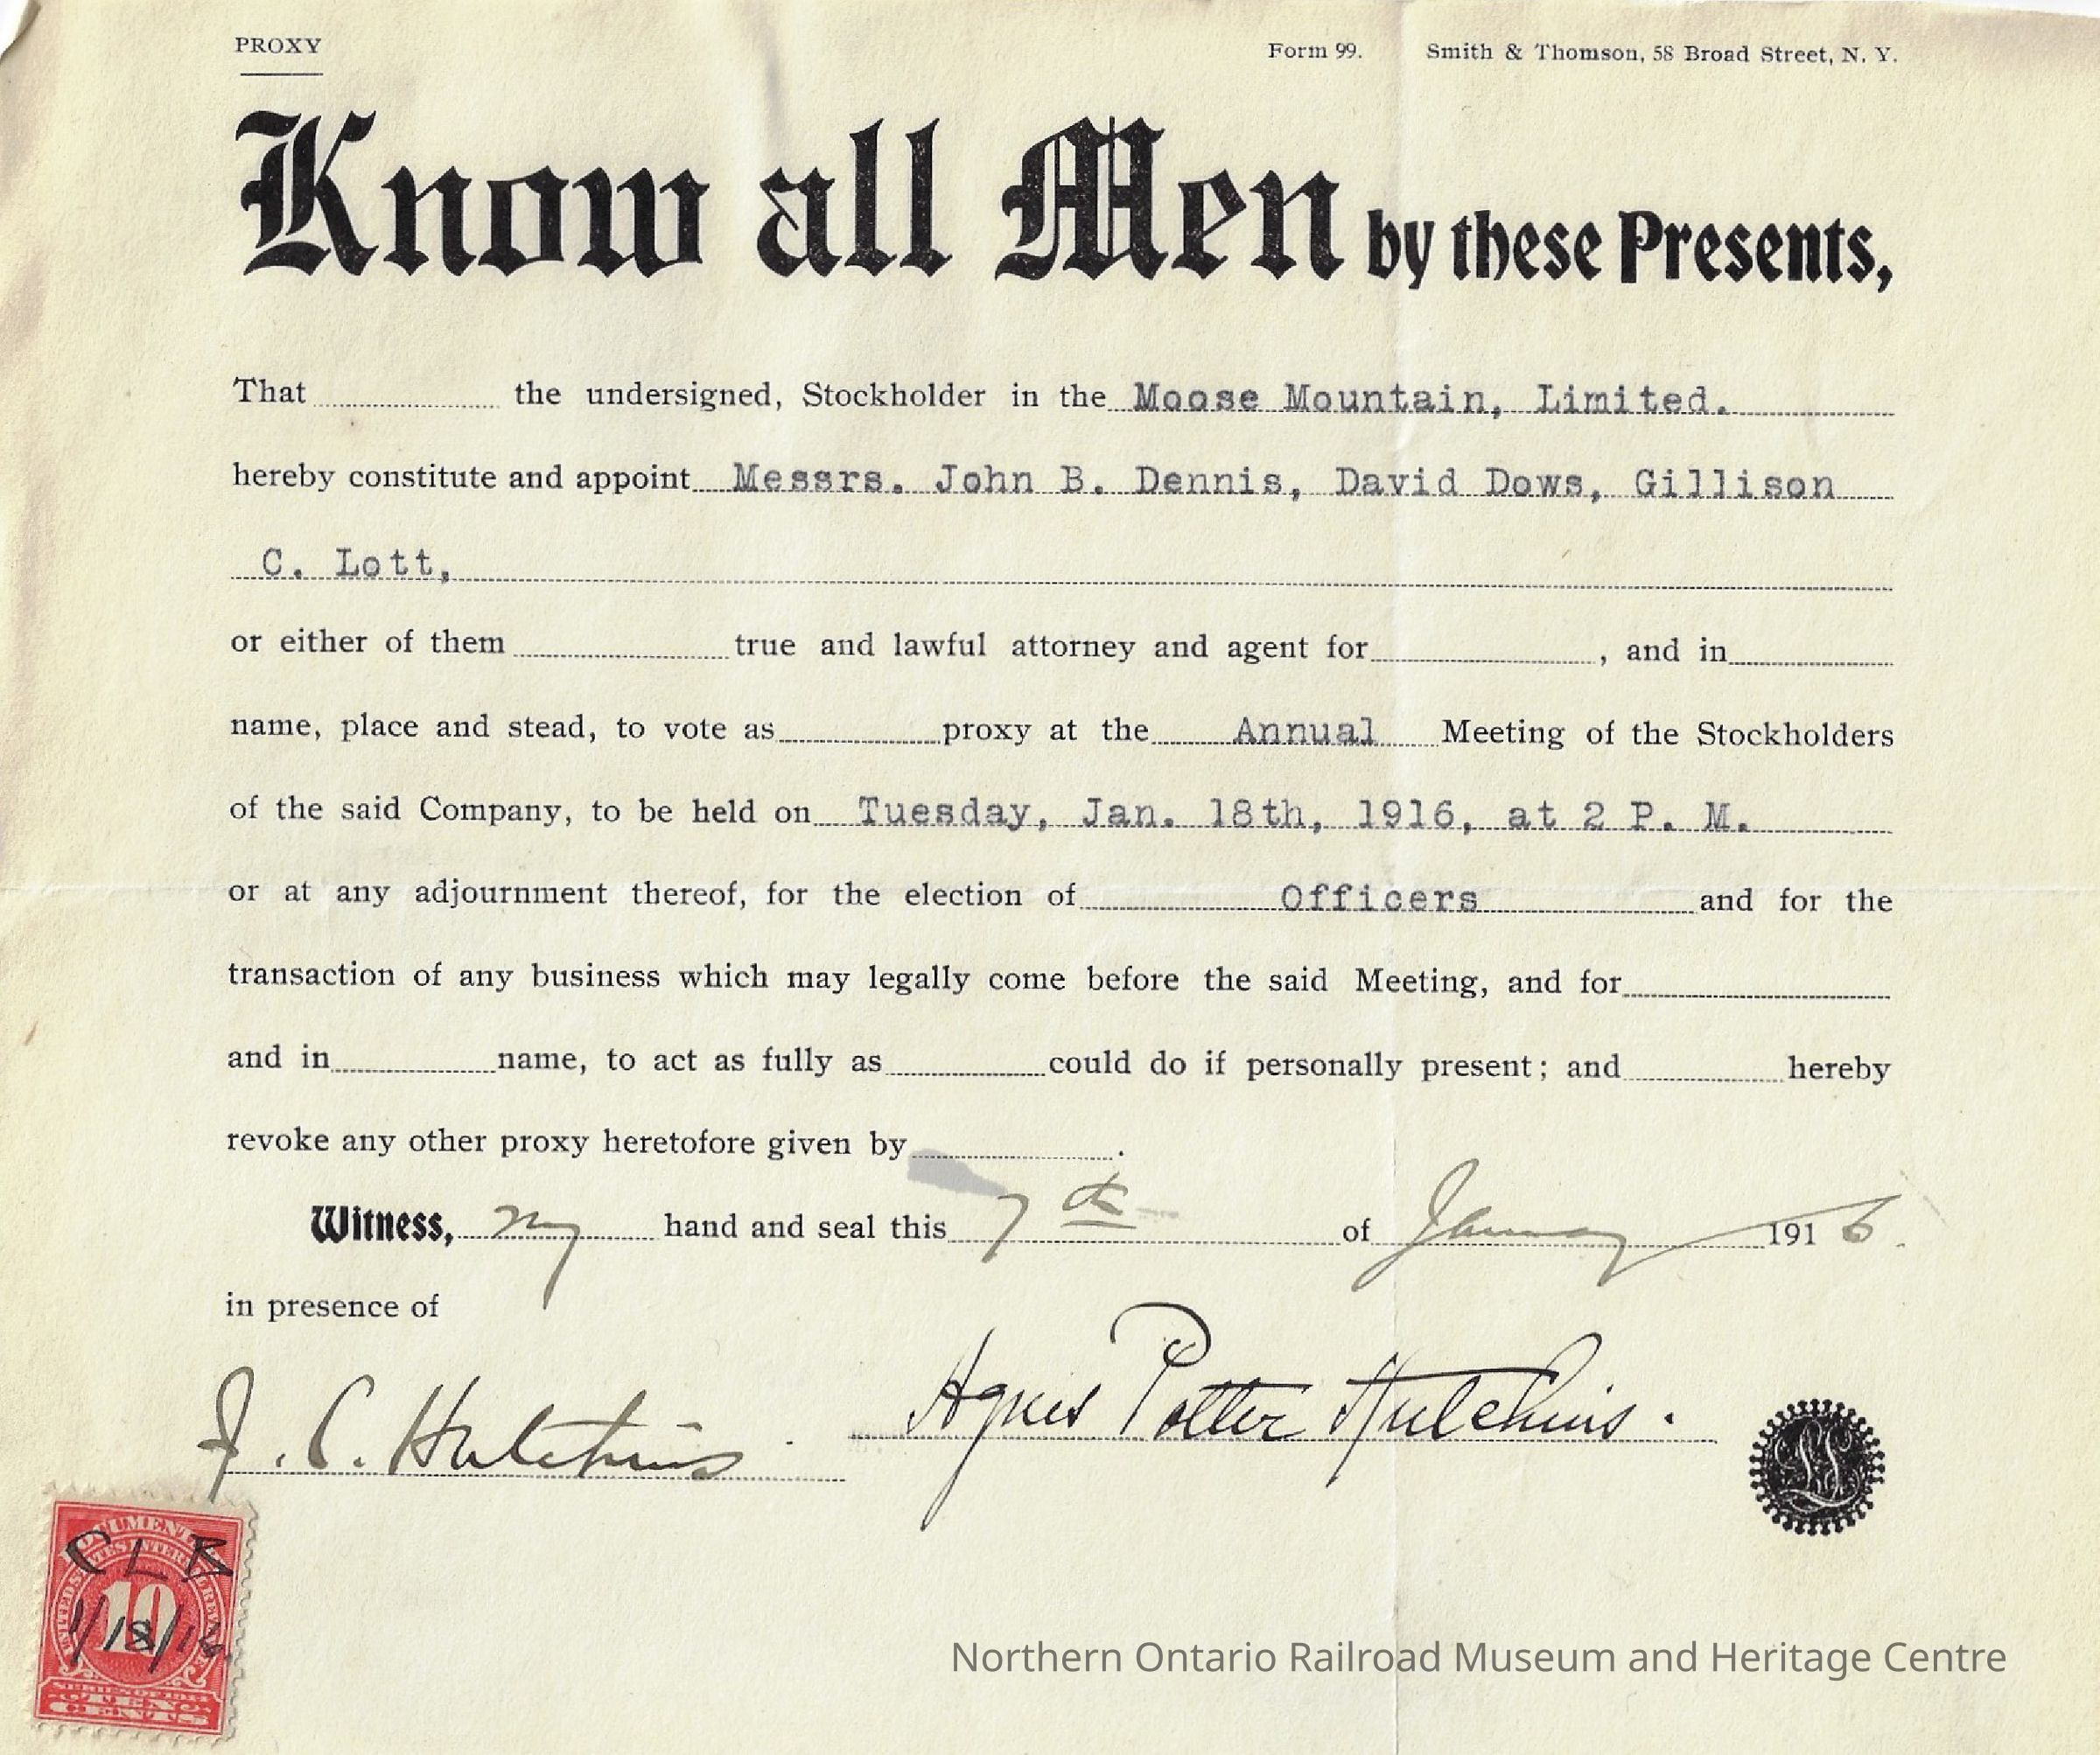 PROXY
Form 99. Smith & Thomson, 58 Broad Street, N. Y.
Know all Men by these Presents,
That the undersigned, Stockholder in the Moose Mountain, Limited.
hereby constitute and appoint Messrs. John B. Dennis, David Dows, Gillison
C. Lott,
or either of them true and lawful attorney and agent for , and in
name, place and stead, to vote as proxy at the Annual Meeting of the Stockholders
of the said Company, to be held on Tuesday, Jan. 18th, 1916, at 2 P. M.
or at any adjournment thereof, for the election of Officers and for the
transaction of any business which may legally come before the said Meeting, and for
and in name, to act as fully as could do if personally present; and hereby
revoke any other proxy heretofore given by .
Witness, my hand and seal this 7th of January 1916.
in presence of
J. C. Hutchins.
Agnes Potter Hutchins.
DOCUMENTARY
UNITED STATES INTER. REVENUE
CLB
10
1/18/16.
CENTS
Northern Ontario Railroad Museum and Heritage Centre